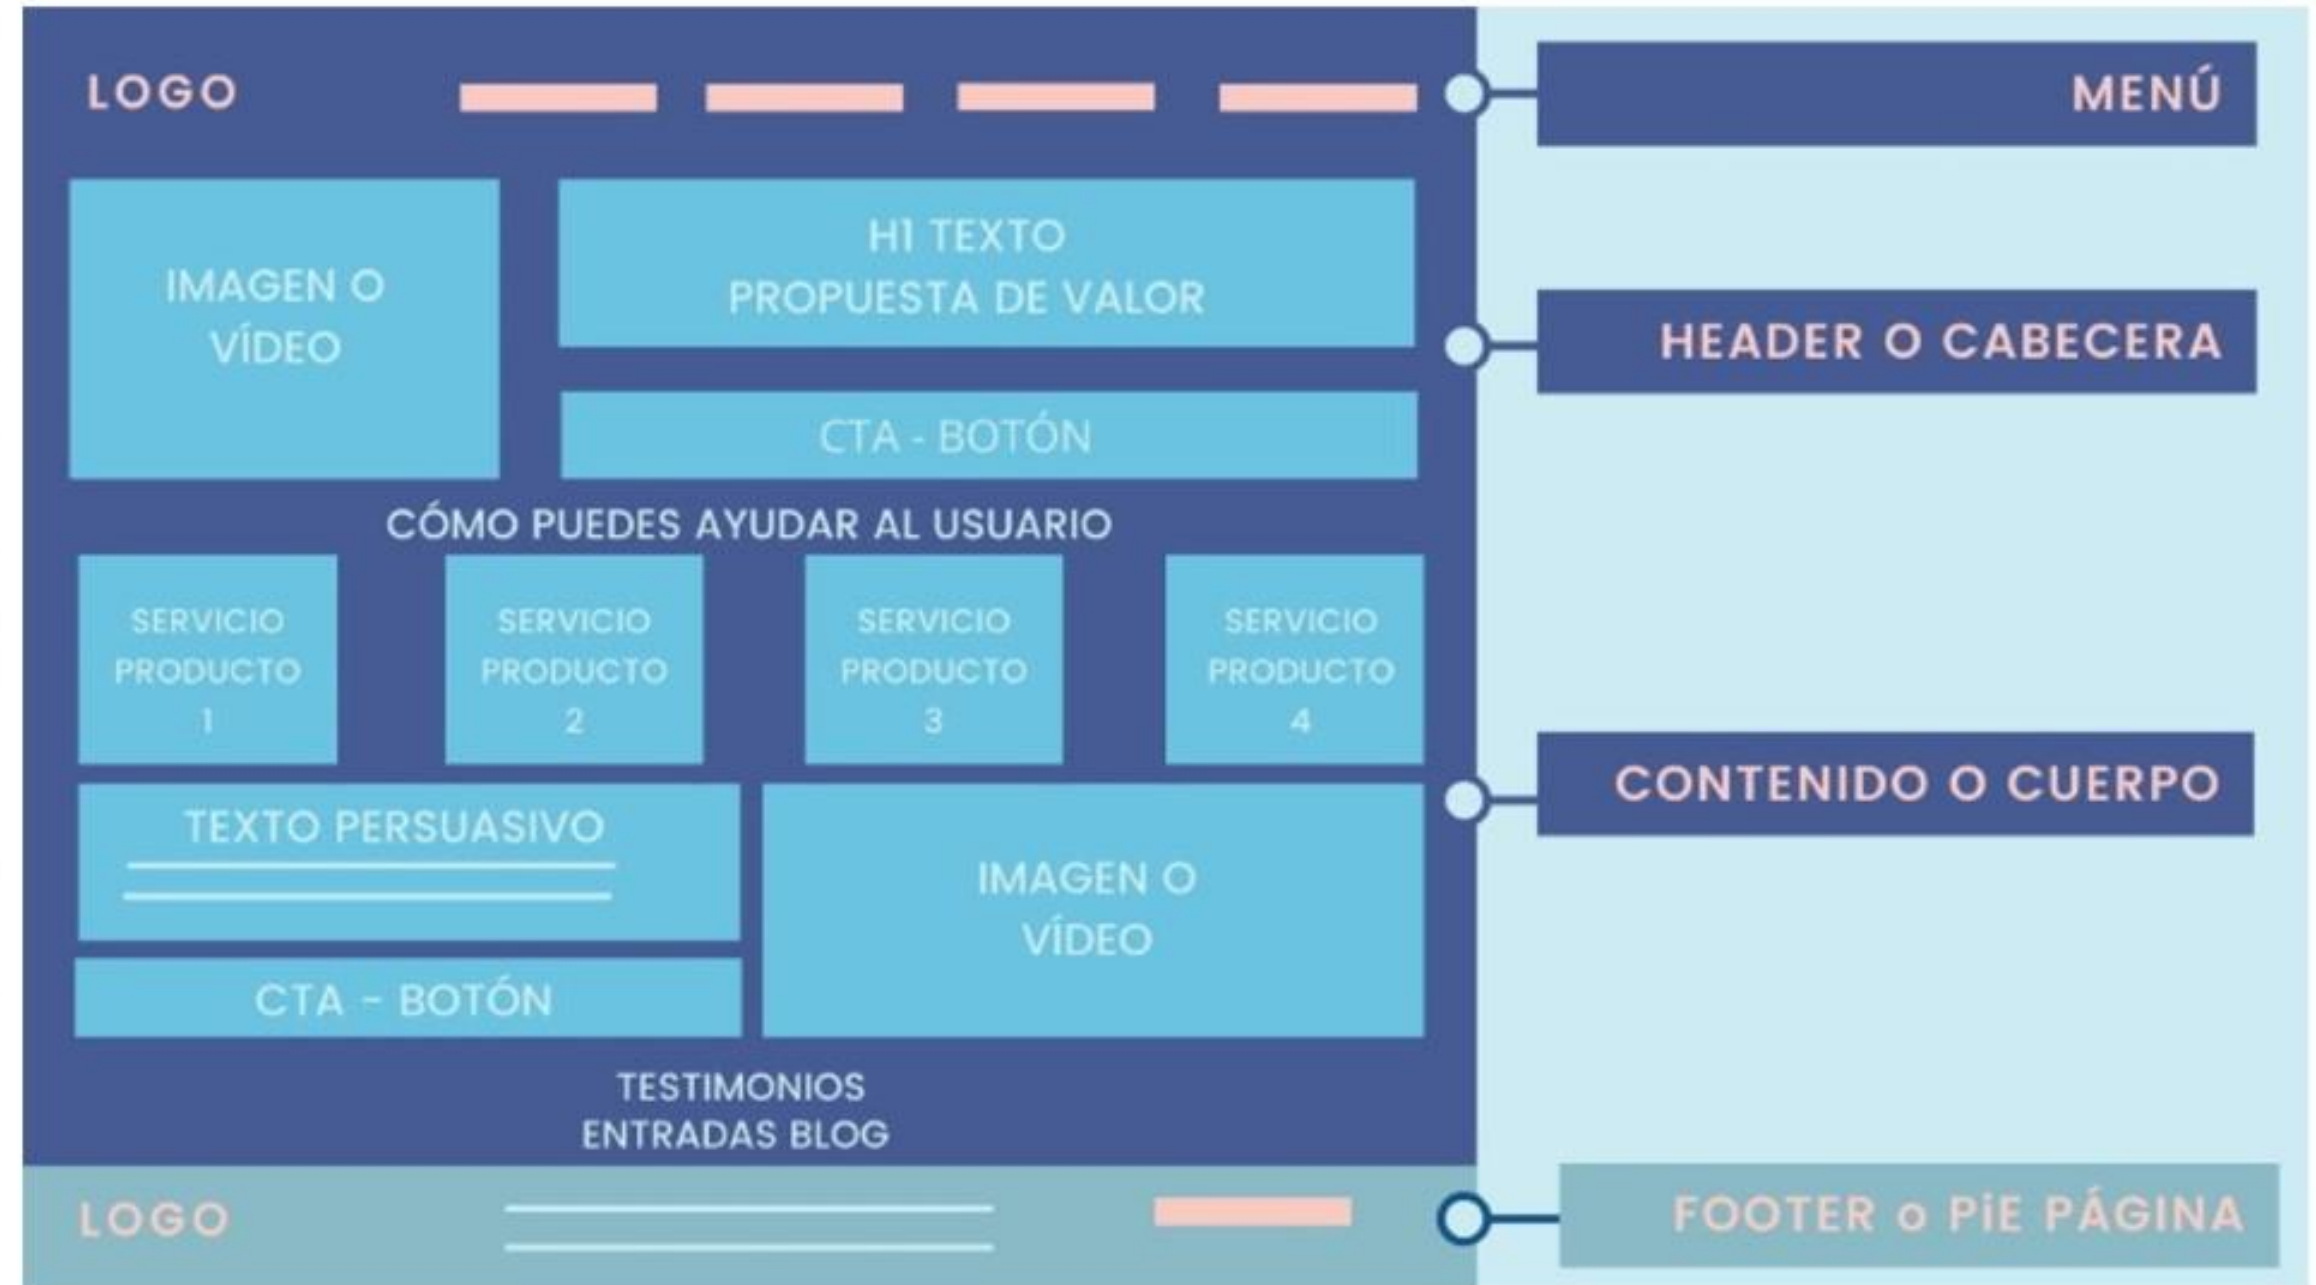 LOGO
MENÚ
IMAGEN O
VÍDEO
H1 TEXTO
PROPUESTA DE VALOR
HEADER O CABECERA
CTA - BOTÓN
CÓMO PUEDES AYUDAR AL USUARIO
SERVICIO
PRODUCTO
1
SERVICIO
PRODUCTO
2
SERVICIO
PRODUCTO
3
SERVICIO
PRODUCTO
4
CONTENIDO O CUERPO
TEXTO PERSUASIVO
CTA - BOTÓN
IMAGEN O
VÍDEO
TESTIMONIOS
ENTRADAS BLOG
LOGO
FOOTER o PiE PÁGINA